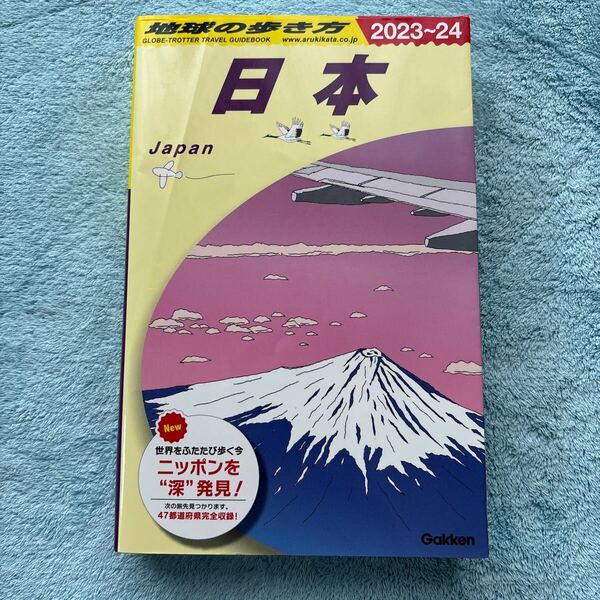 地球の歩き方
GLOBE-TROTTER TRAVEL GUIDEBOOK www.arukikata.co.jp
2023~24
日本
Japan
New
世界をふたたび歩く今
ニッポンを
“深”発見!
次の旅先見つかります。
47都道府県完全収録!
Gakken